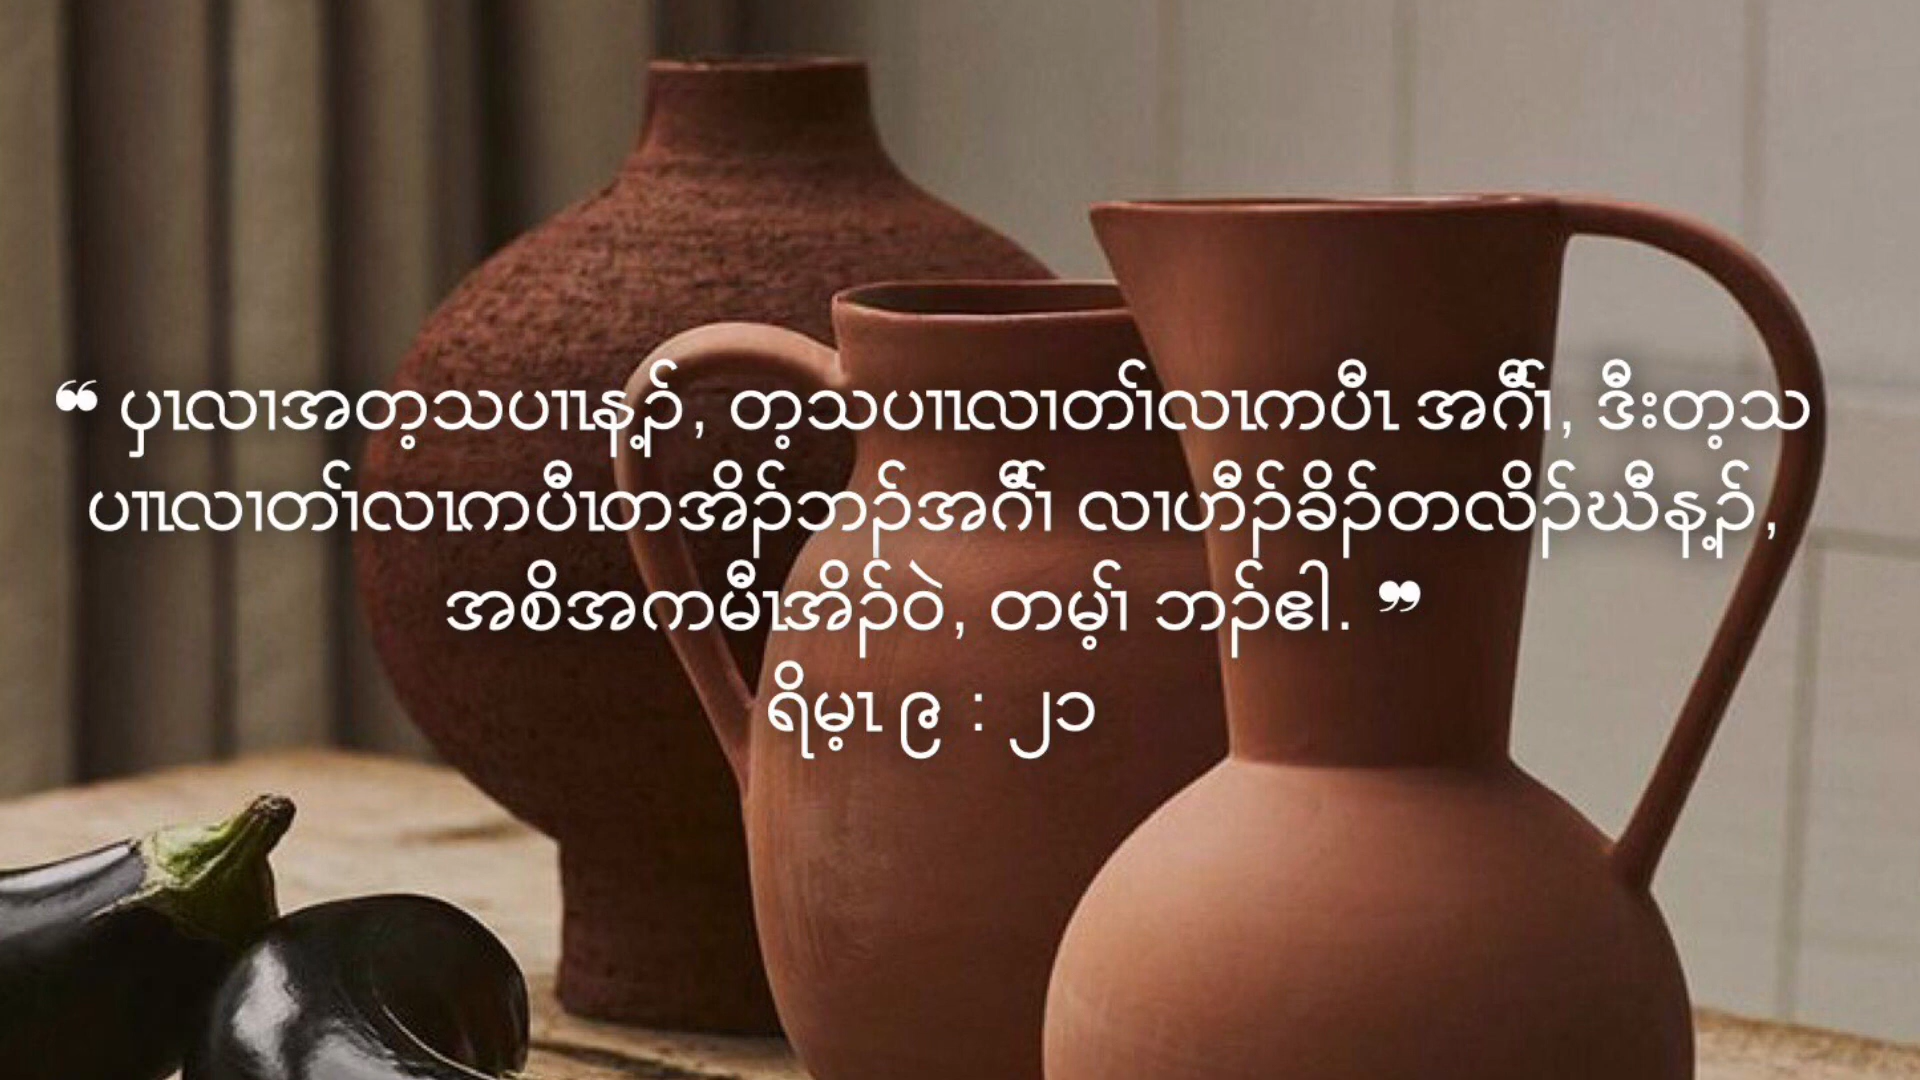 ❝ ပှၤလၢအတ့သပၢၤန့ၣ်, တ့သပၢၤလၢတၢ်လၤကပီၤ အဂီၢ်, ဒီးတ့သ
ပၢၤလၢတၢ်လၤကပီၤတအိၣ်ဘၣ်အဂီၢ် လၢဟီၣ်ခိၣ်တလိၣ်ဃီန့ၣ်,
အစိအကမီၤအိၣ်ဝဲ, တမ့ၢ် ဘၣ်ဧါ. ❞
ရိမ့ၤ ၉ : ၂၁